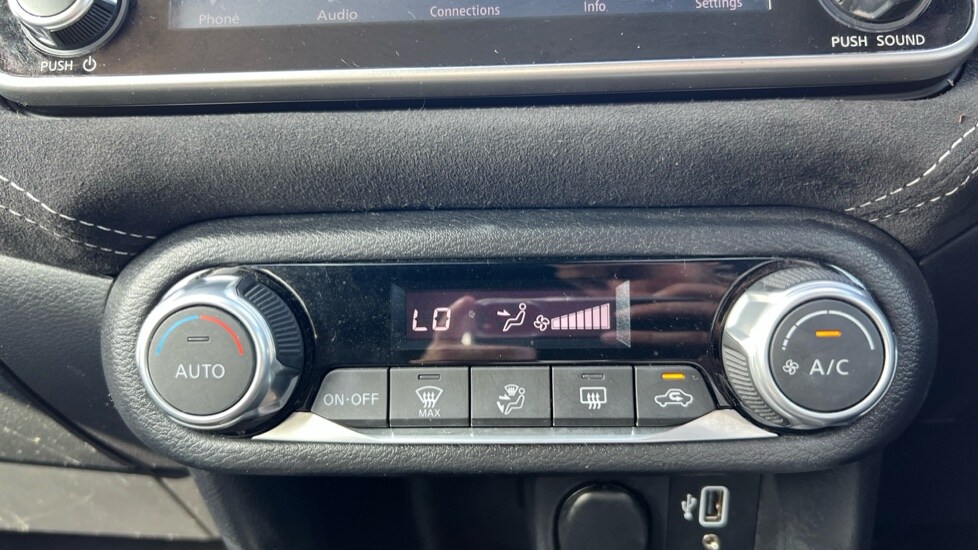 Phone Audio Connections Info Settings
PUSH PUSH SOUND
LO
AUTO A/C
ON·OFF MAX